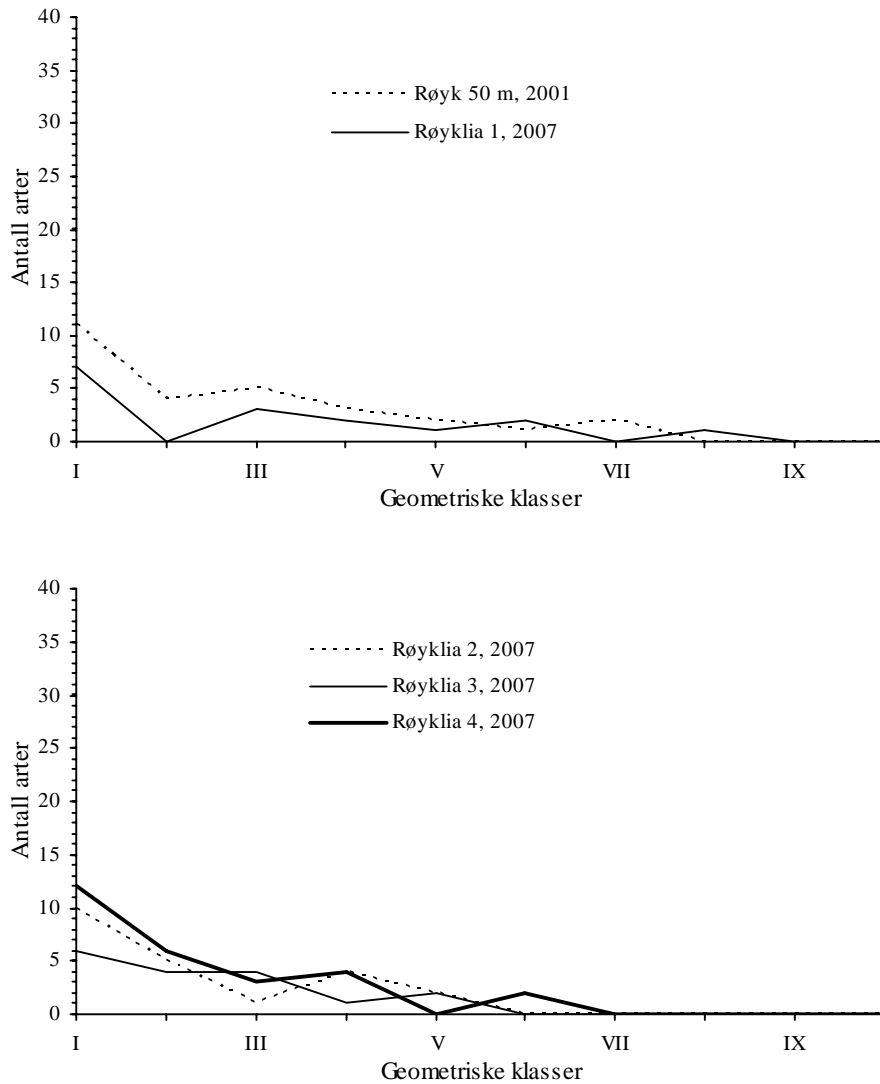 40
35
30
25
20
15
10
5
0
Antall arter
Røyk 50 m, 2001
Røyklia 1, 2007
I III V VII IX
Geometriske klasser
40
35
30
25
20
15
10
5
0
Antall arter
Røyklia 2, 2007
Røyklia 3, 2007
Røyklia 4, 2007
I III V VII IX
Geometriske klasser